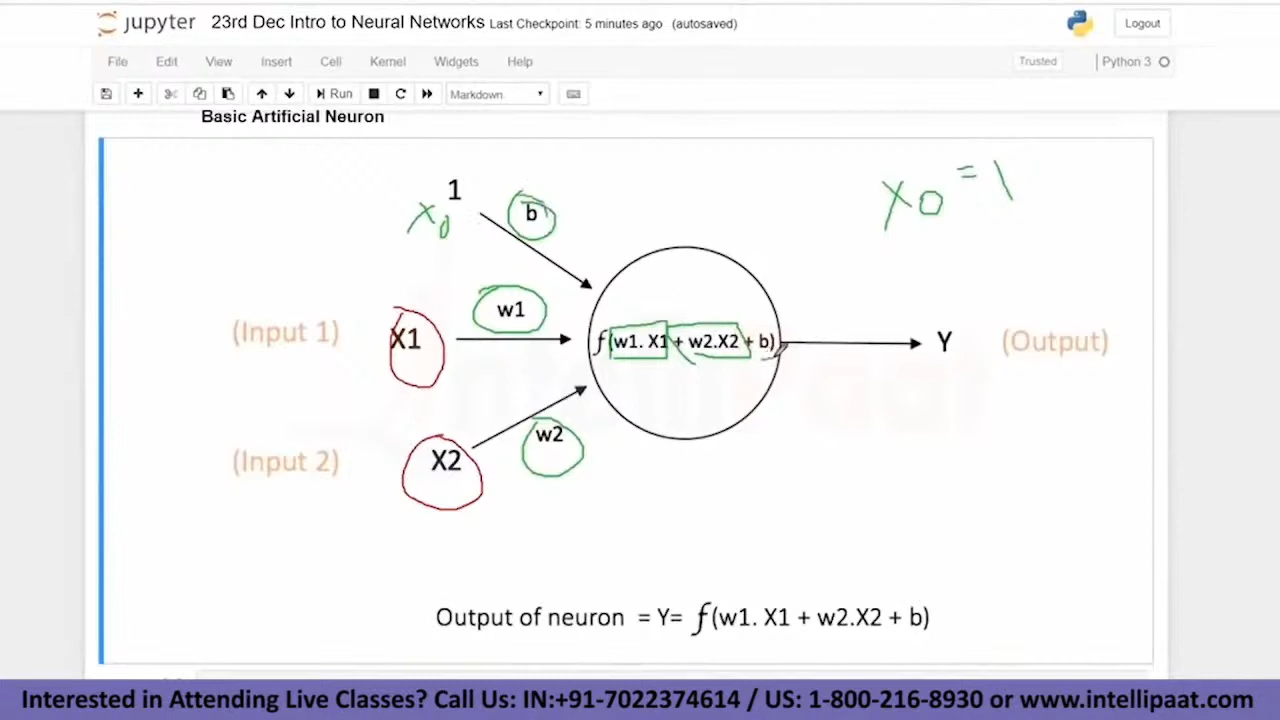 jupyter 23rd Dec Intro to Neural Networks Last Checkpoint: 5 minutes ago (autosaved) Logout
File Edit View Insert Cell Kernel Widgets Help Trusted Python 3
Run Markdown
Basic Artificial Neuron
1
x0
b
x0 = 1
w1
(Input 1) X1
f(w1. X1 + w2.X2 + b)
Y (Output)
w2
(Input 2) X2
intellipaat
Output of neuron = Y= f(w1. X1 + w2.X2 + b)
Interested in Attending Live Classes? Call Us: IN:+91-7022374614 / US: 1-800-216-8930 or www.intellipaat.com